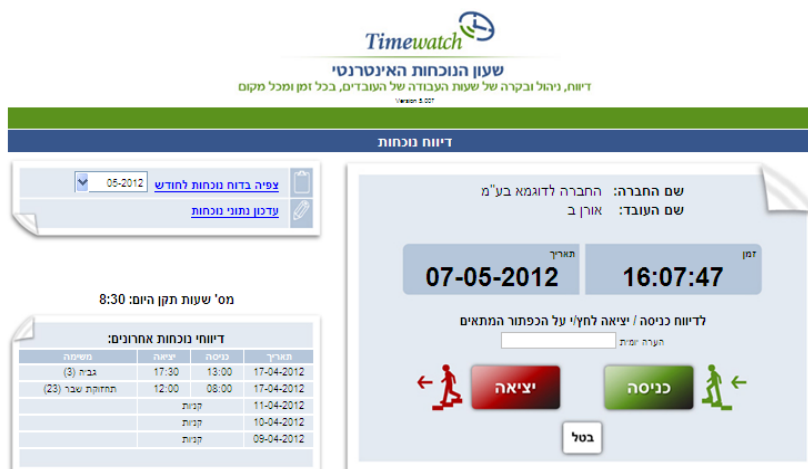 Timewatch
שעון הנוכחות האינטרנטי
דיווח, ניהול ובקרה של שעות העבודה של העובדים, בכל זמן ומכל מקום
Version 5.007
דיווח נוכחות
שם החברה: החברה לדוגמא בע"מ
שם העובד: אורן ב
זמן
16:07:47
תאריך
07-05-2012
לדיווח כניסה / יציאה לחץ/י על הכפתור המתאים
הערה יומית
כניסה
יציאה
בטל
צפיה בדוח נוכחות לחודש 05-2012
עדכון נתוני נוכחות
מס' שעות תקן היום: 8:30
דיווחי נוכחות אחרונים:
תאריך כניסה יציאה משימה
17-04-2012 13:00 17:30 גביה (3)
17-04-2012 08:00 12:00 תחזוקת שבר (23)
11-04-2012 קניות
10-04-2012 קניות
09-04-2012 קניות